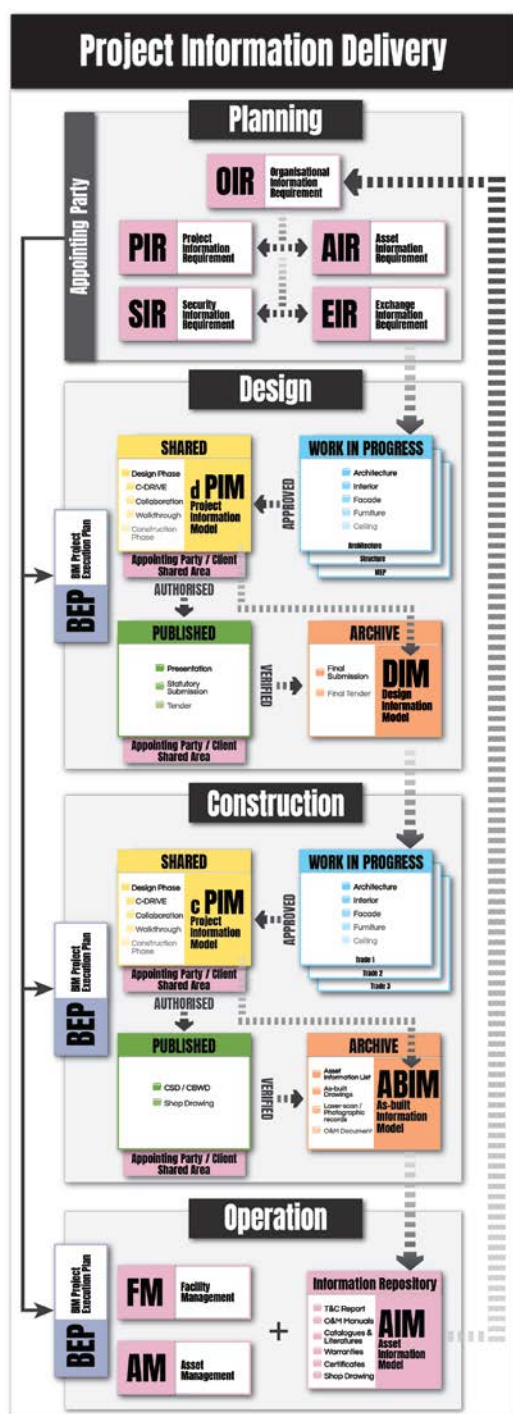 Project Information Delivery
Planning
Appointing Party
OIR
Organisational
Information
Requirement
PIR
Project
Information
Requirement
AIR
Asset
Information
Requirement
SIR
Security
Information
Requirement
EIR
Exchange
Information
Requirement
Design
BEP
BIM Project
Execution Plan
SHARED
Design Phase
C-DRIVE
Collaboration
Walkthrough
Construction
Phase
d PIM
Project
Information
Model
Appointing Party / Client
Shared Area
APPROVED
WORK IN PROGRESS
Architecture
Interior
Facade
Furniture
Ceiling
Architecture
Structure
MEP
AUTHORISED
PUBLISHED
Presentation
Statutory
Submission
Tender
Appointing Party / Client
Shared Area
VERIFIED
ARCHIVE
Final
Submission
Final Tender
DIM
Design
Information
Model
Construction
BEP
BIM Project
Execution Plan
SHARED
Design Phase
C-DRIVE
Collaboration
Walkthrough
Construction
Phase
c PIM
Project
Information
Model
Appointing Party / Client
Shared Area
APPROVED
WORK IN PROGRESS
Architecture
Interior
Facade
Furniture
Ceiling
Trade 1
Trade 2
Trade 3
AUTHORISED
PUBLISHED
CSD / CBWD
Shop Drawing
Appointing Party / Client
Shared Area
VERIFIED
ARCHIVE
Asset
Information List
As-built
Drawings
Laser scan /
Photographic
records
O&M Document
ABIM
As-built
Information
Model
Operation
BEP
BIM Project
Execution Plan
FM
Facility
Management
AM
Asset
Management
+
Information Repository
T&C Report
O&M Manuals
Catalogues &
Literatures
Warranties
Certificates
Shop Drawing
AIM
Asset
Information
Model